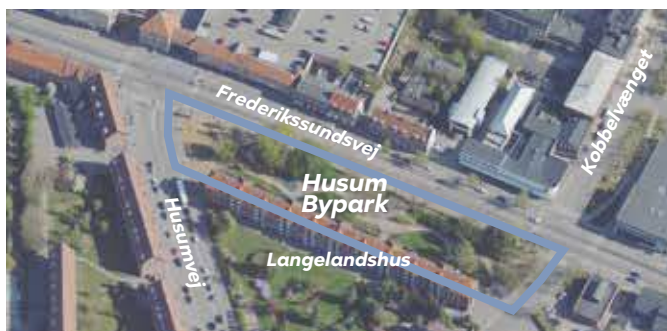 Frederikssundsvej
Kobbelvænget
Husum
Bypark
Husumvej
Langelandshus